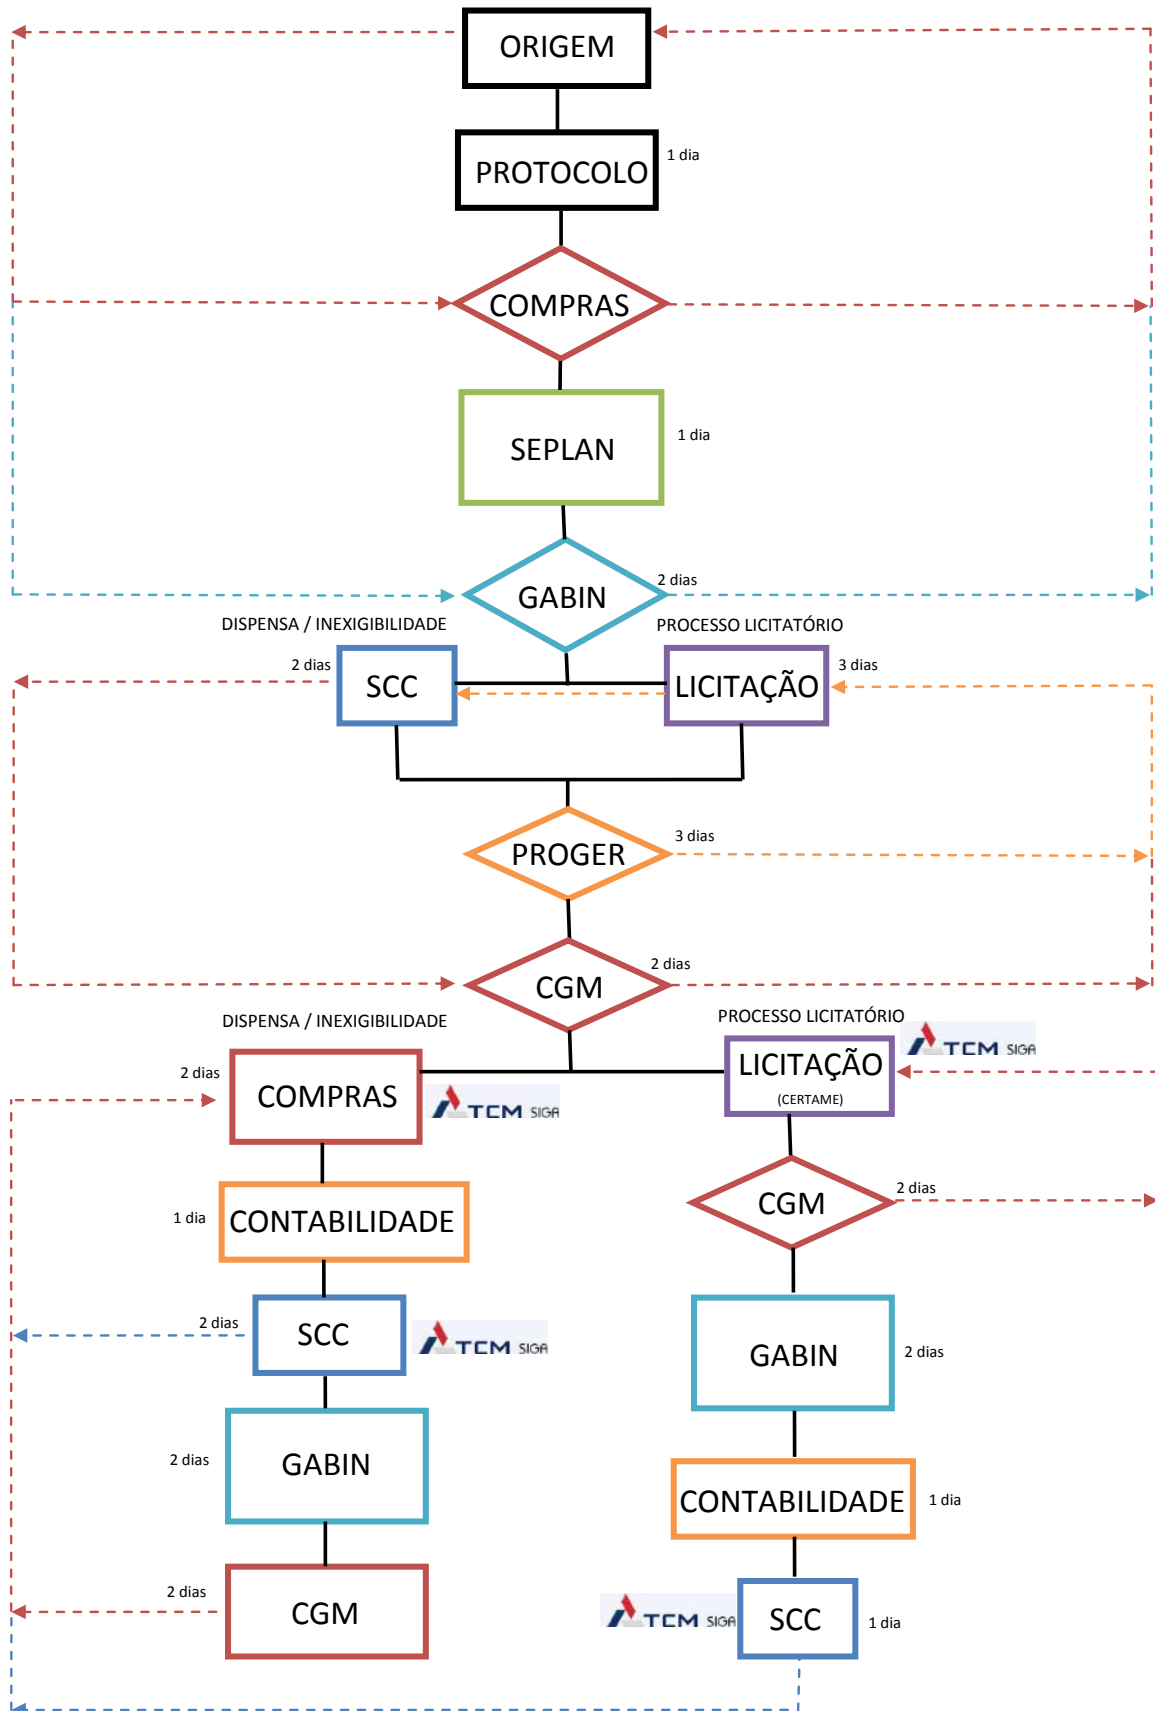 ORIGEM
PROTOCOLO
1 dia
COMPRAS
SEPLAN
1 dia
GABIN
2 dias
DISPENSA / INEXIGIBILIDADE
PROCESSO LICITATÓRIO
2 dias
SCC
LICITAÇÃO
3 dias
PROGER
3 dias
CGM
2 dias
DISPENSA / INEXIGIBILIDADE
PROCESSO LICITATÓRIO
2 dias
COMPRAS
TCM SIGA
LICITAÇÃO
(CERTAME)
TCM SIGA
CGM
2 dias
1 dia
CONTABILIDADE
2 dias
SCC
TCM SIGA
GABIN
2 dias
2 dias
GABIN
CONTABILIDADE
1 dia
2 dias
CGM
TCM SIGA
SCC
1 dia